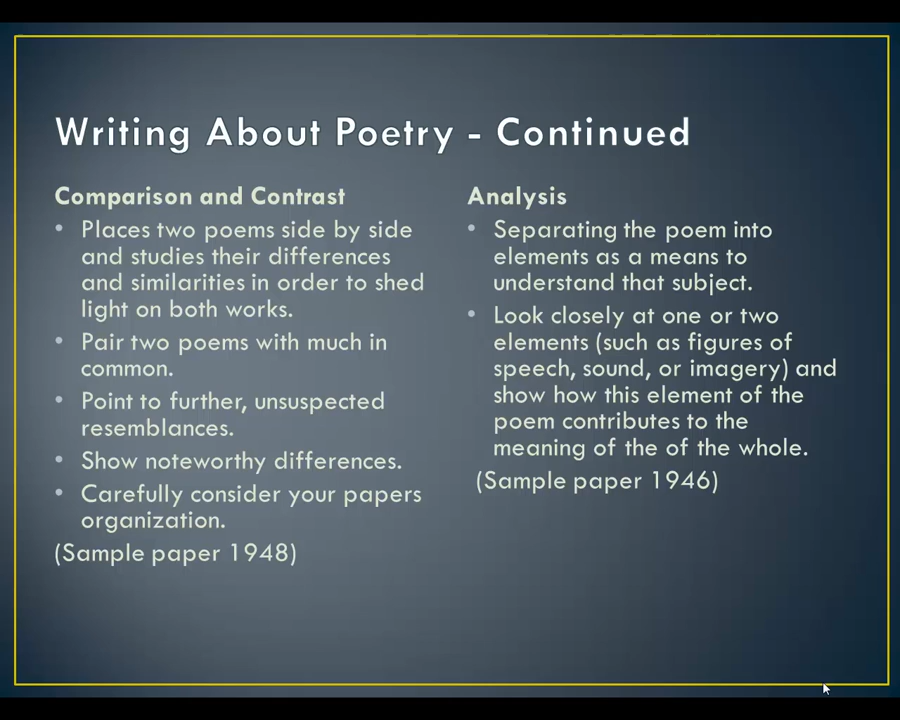 Writing About Poetry - Continued
Comparison and Contrast
• Places two poems side by side
and studies their differences
and similarities in order to shed
light on both works.
• Pair two poems with much in
common.
• Point to further, unsuspected
resemblances.
• Show noteworthy differences.
• Carefully consider your papers
organization.
(Sample paper 1948)
Analysis
• Separating the poem into
elements as a means to
understand that subject.
• Look closely at one or two
elements (such as figures of
speech, sound, or imagery) and
show how this element of the
poem contributes to the
meaning of the of the whole.
(Sample paper 1946)